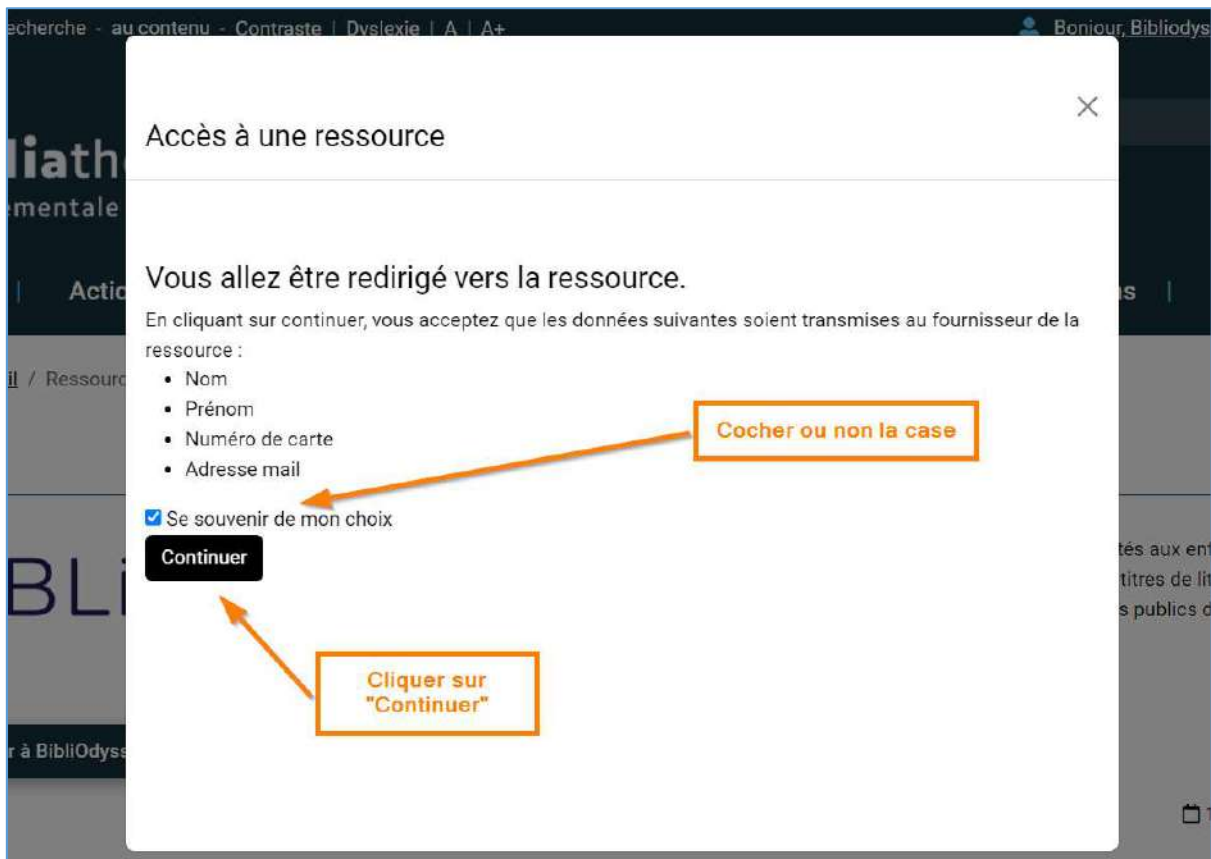 echerche - au contenu - Contraste | Dyslexie | A | A+
Bonjour, Bibliodys
Accès à une ressource
liath
ementale
Vous allez être redirigé vers la ressource.
| Actio
ns |
En cliquant sur continuer, vous acceptez que les données suivantes soient transmises au fournisseur de la
ressource :
il / Ressourc
• Nom
• Prénom
• Numéro de carte
• Adresse mail
Cocher ou non la case
Se souvenir de mon choix
Continuer
BLi
tés aux enf
titres de lit
s publics d
Cliquer sur
"Continuer"
r à BibliOdyss